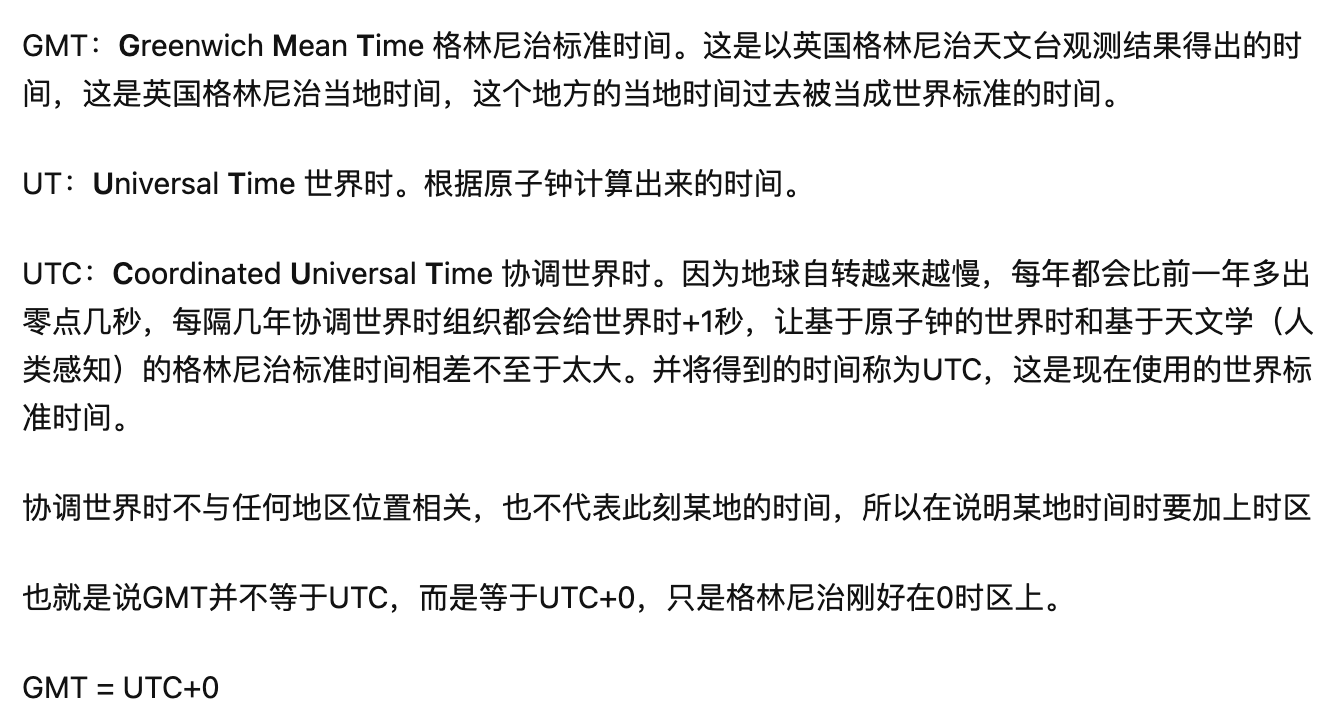 GMT：Greenwich Mean Time 格林尼治标准时间。这是以英国格林尼治天文台观测结果得出的时
间，这是英国格林尼治当地时间，这个地方的当地时间过去被当成世界标准的时间。
UT：Universal Time 世界时。根据原子钟计算出来的时间。
UTC：Coordinated Universal Time 协调世界时。因为地球自转越来越慢，每年都会比前一年多出
零点几秒，每隔几年协调世界时组织都会给世界时+1秒，让基于原子钟的世界时和基于天文学（人
类感知）的格林尼治标准时间相差不至于太大。并将得到的时间称为UTC，这是现在使用的世界标
准时间。
协调世界时不与任何地区位置相关，也不代表此刻某地的时间，所以在说明某地时间时要加上时区
也就是说GMT并不等于UTC，而是等于UTC+0，只是格林尼治刚好在0时区上。
GMT = UTC+0